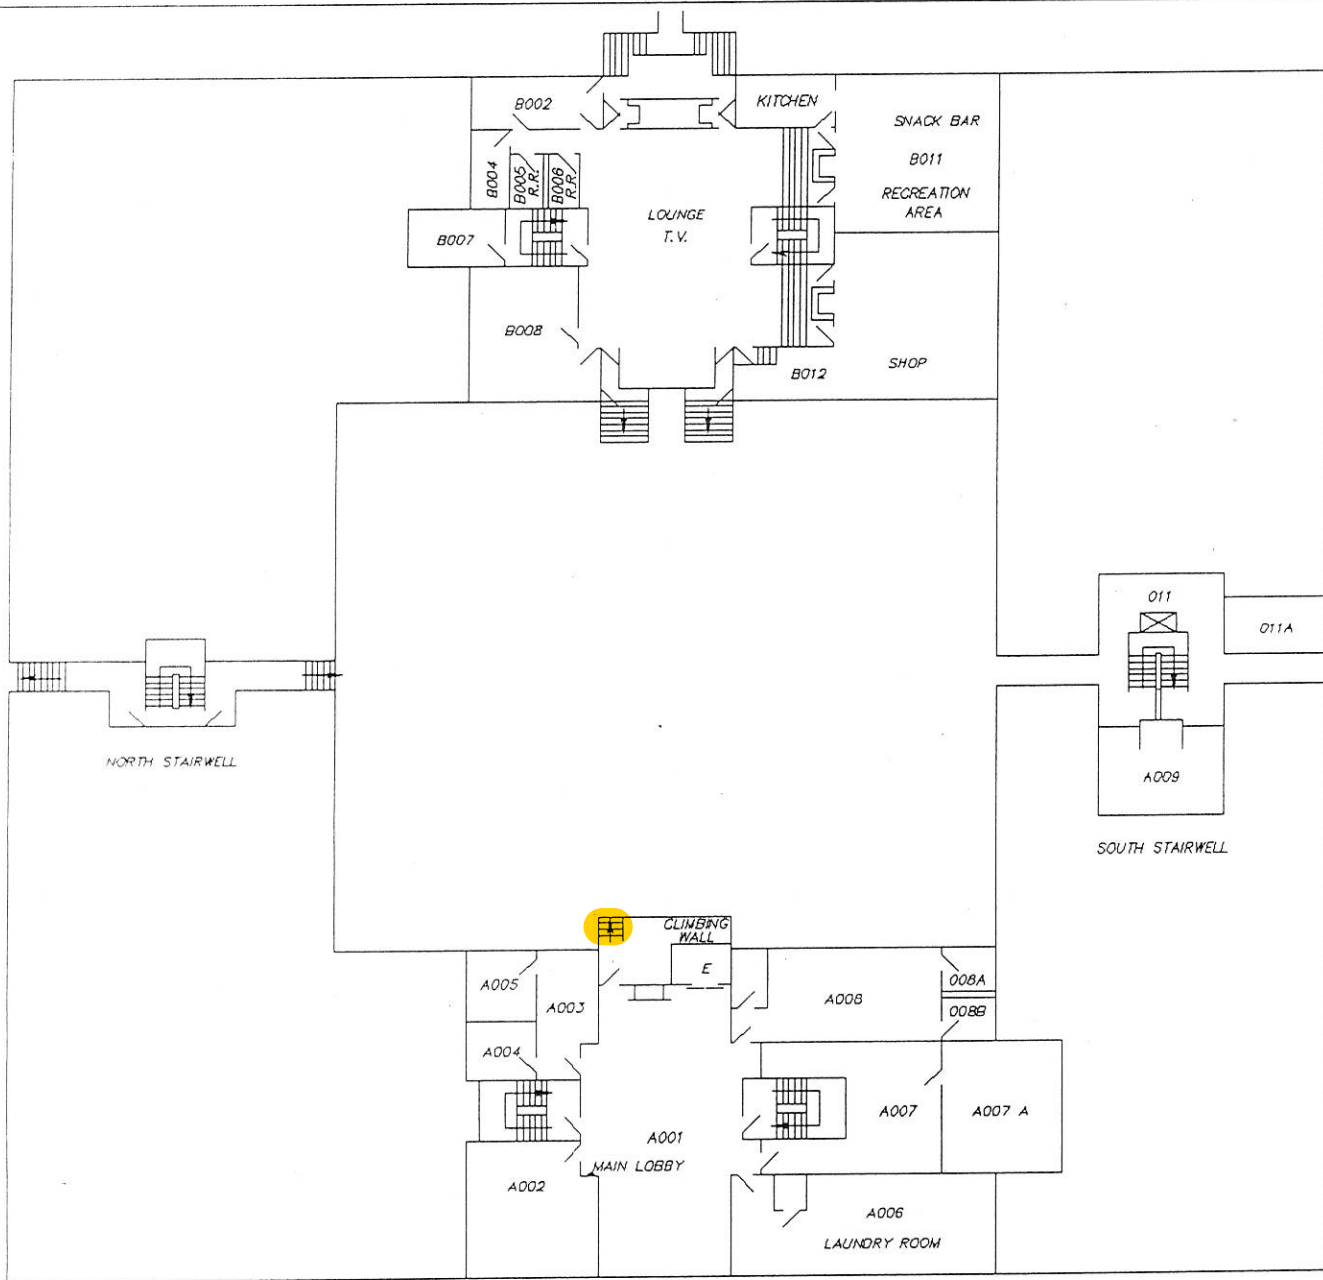 B002
KITCHEN
SNACK BAR
B011
RECREATION
AREA
B004
B005
R.R.
B006
R.R.
LOUNGE
T.V.
B007
B008
B012
SHOP
011
011A
NORTH STAIRWELL
A009
SOUTH STAIRWELL
CLIMBING
WALL
E
A005
A003
A008
008A
008B
A004
A007
A007 A
A001
MAIN LOBBY
A002
A006
LAUNDRY ROOM